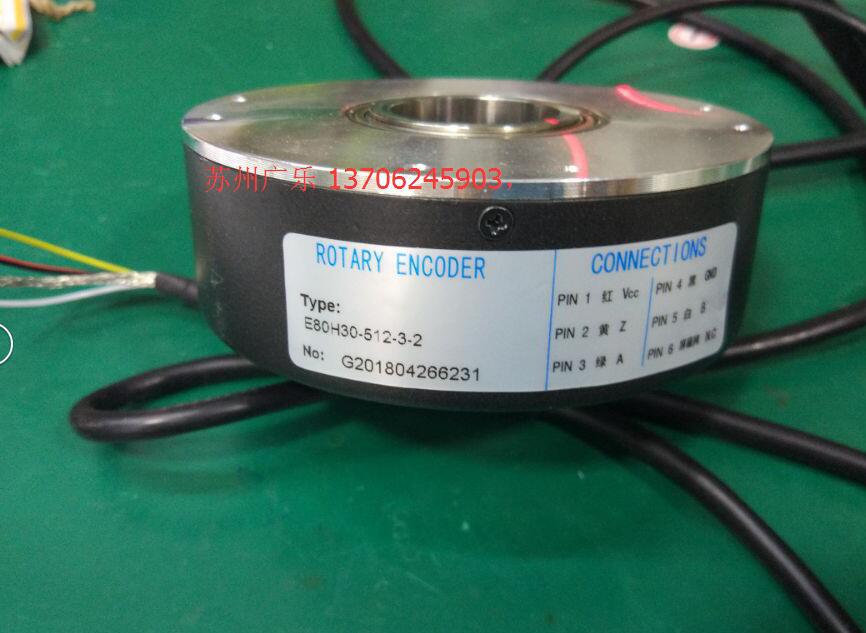 苏州广乐 13706245903，
ROTARY ENCODER
Type:
E80H30-512-3-2
No: G201804266231
CONNECTIONS
PIN 1 红 Vcc
PIN 2 黄 Z
PIN 3 绿 A
PIN 4 黑 GND
PIN 5 白 B
PIN 6 屏蔽网 N.C